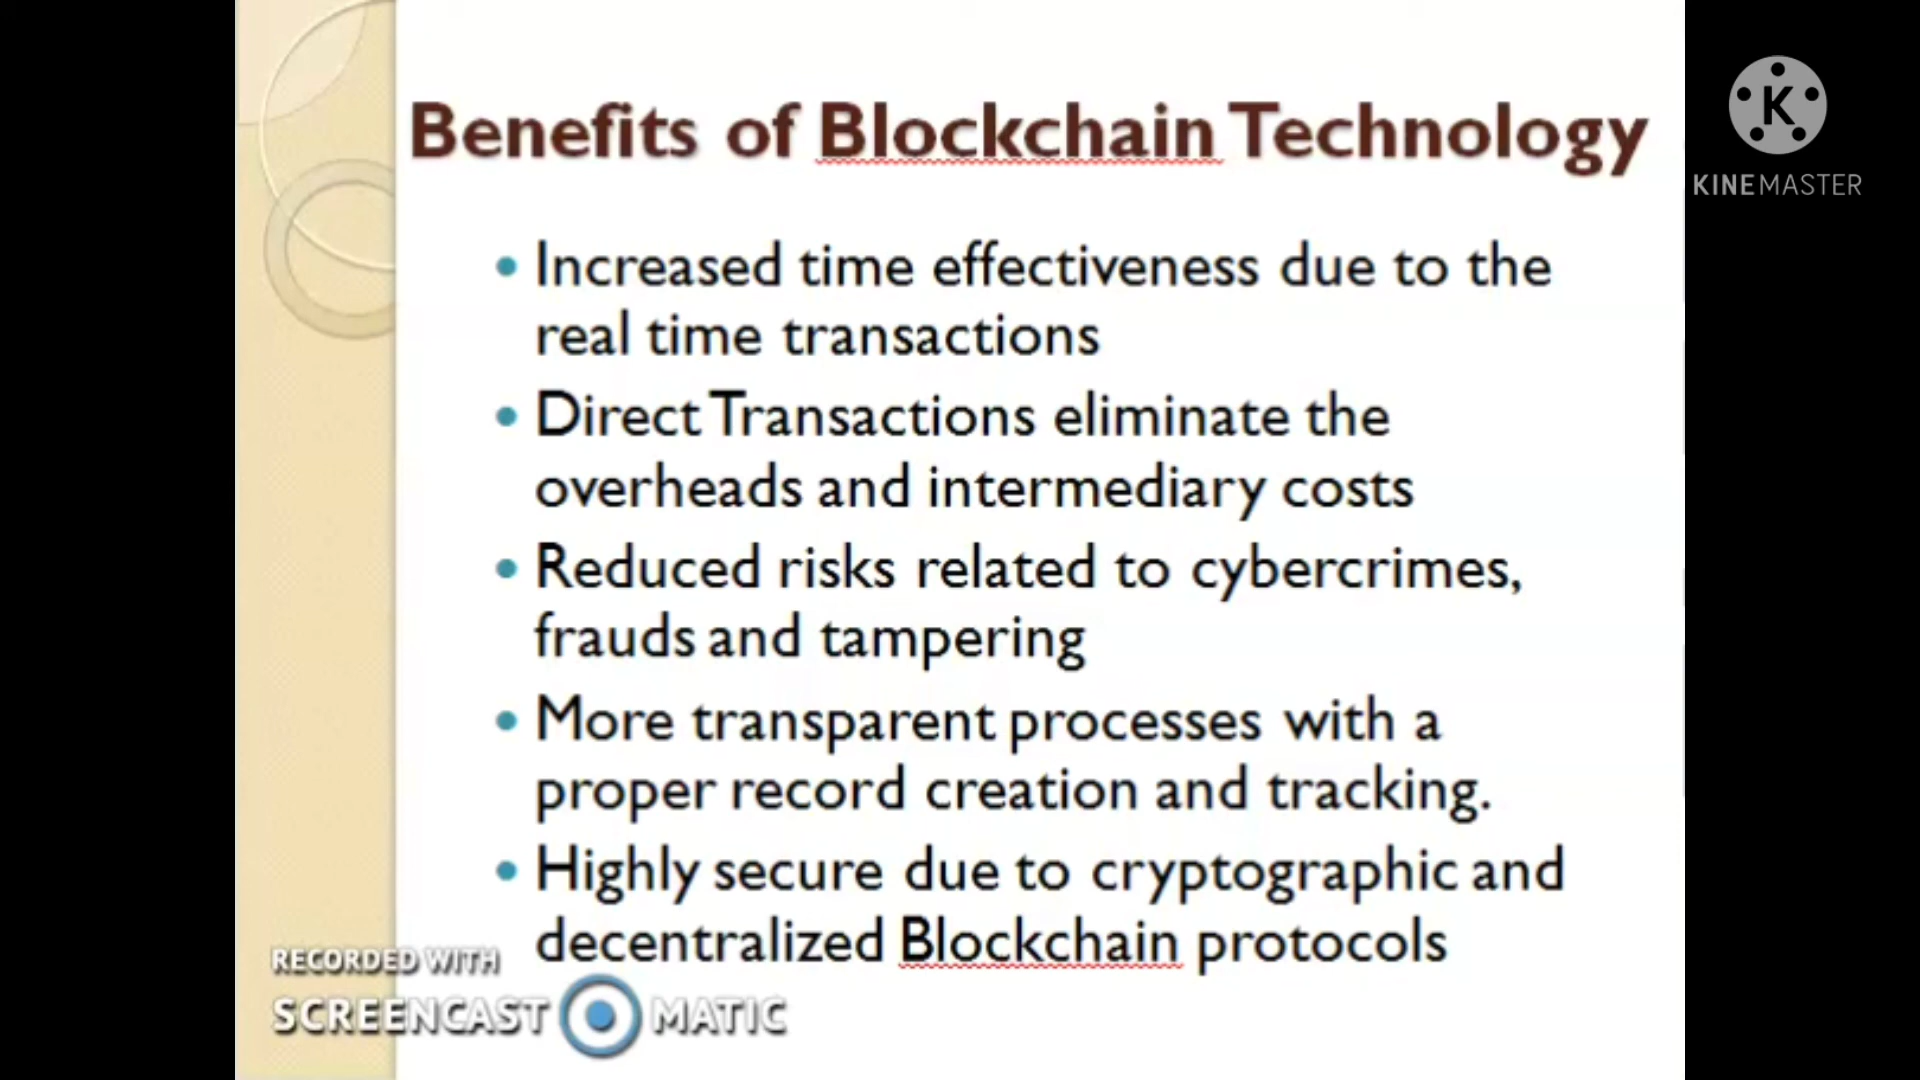 Benefits of Blockchain Technology
K
KINEMASTER
• Increased time effectiveness due to the
real time transactions
• Direct Transactions eliminate the
overheads and intermediary costs
• Reduced risks related to cybercrimes,
frauds and tampering
• More transparent processes with a
proper record creation and tracking.
• Highly secure due to cryptographic and
decentralized Blockchain protocols
RECORDED WITH
SCREENCAST MATIC